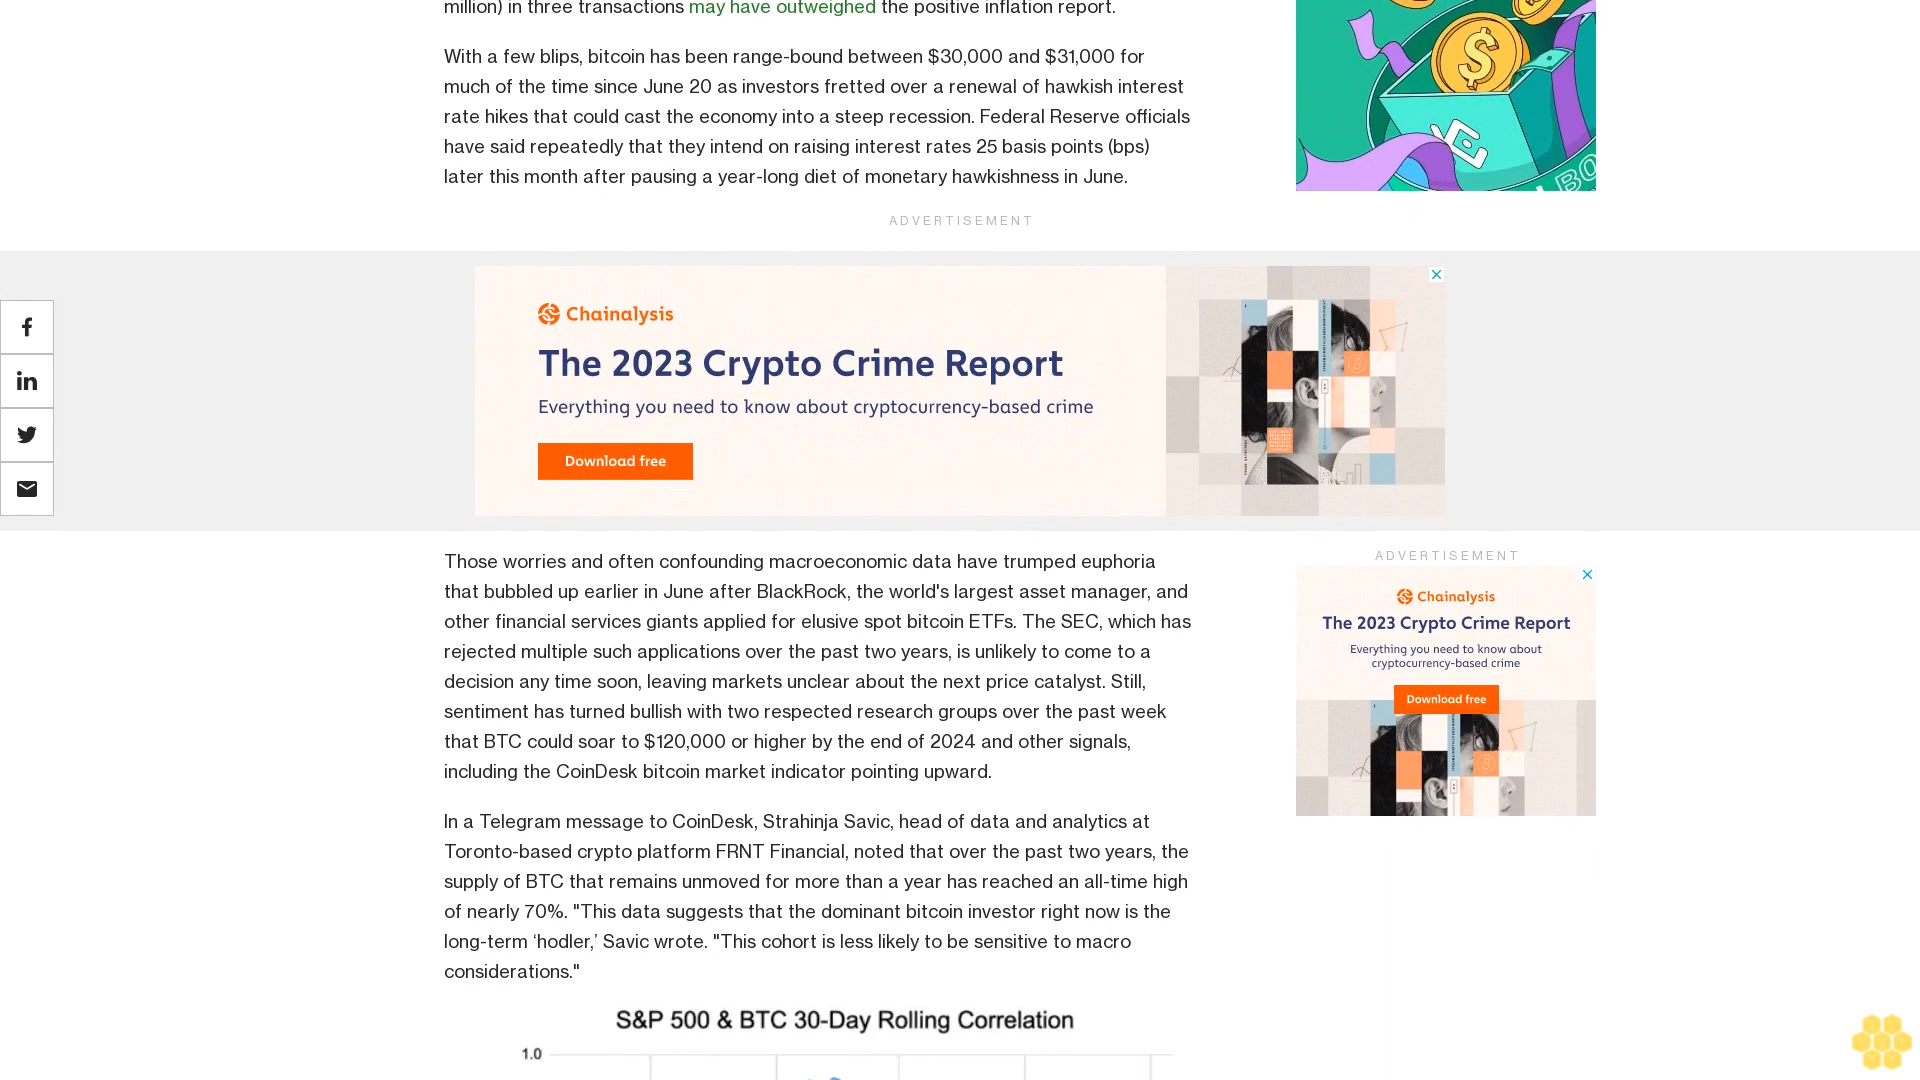 million) in three transactions may have outweighed the positive inflation report.
With a few blips, bitcoin has been range-bound between $30,000 and $31,000 for
much of the time since June 20 as investors fretted over a renewal of hawkish interest
rate hikes that could cast the economy into a steep recession. Federal Reserve officials
have said repeatedly that they intend on raising interest rates 25 basis points (bps)
later this month after pausing a year-long diet of monetary hawkishness in June.
ADVERTISEMENT
Chainalysis
The 2023 Crypto Crime Report
Everything you need to know about cryptocurrency-based crime
Download free
Those worries and often confounding macroeconomic data have trumped euphoria
that bubbled up earlier in June after BlackRock, the world's largest asset manager, and
other financial services giants applied for elusive spot bitcoin ETFs. The SEC, which has
rejected multiple such applications over the past two years, is unlikely to come to a
decision any time soon, leaving markets unclear about the next price catalyst. Still,
sentiment has turned bullish with two respected research groups over the past week
that BTC could soar to $120,000 or higher by the end of 2024 and other signals,
including the CoinDesk bitcoin market indicator pointing upward.
ADVERTISEMENT
Chainalysis
The 2023 Crypto Crime Report
Everything you need to know about
cryptocurrency-based crime
Download free
In a Telegram message to CoinDesk, Strahinja Savic, head of data and analytics at
Toronto-based crypto platform FRNT Financial, noted that over the past two years, the
supply of BTC that remains unmoved for more than a year has reached an all-time high
of nearly 70%. "This data suggests that the dominant bitcoin investor right now is the
long-term ‘hodler,’ Savic wrote. "This cohort is less likely to be sensitive to macro
considerations."
S&P 500 & BTC 30-Day Rolling Correlation
1.0